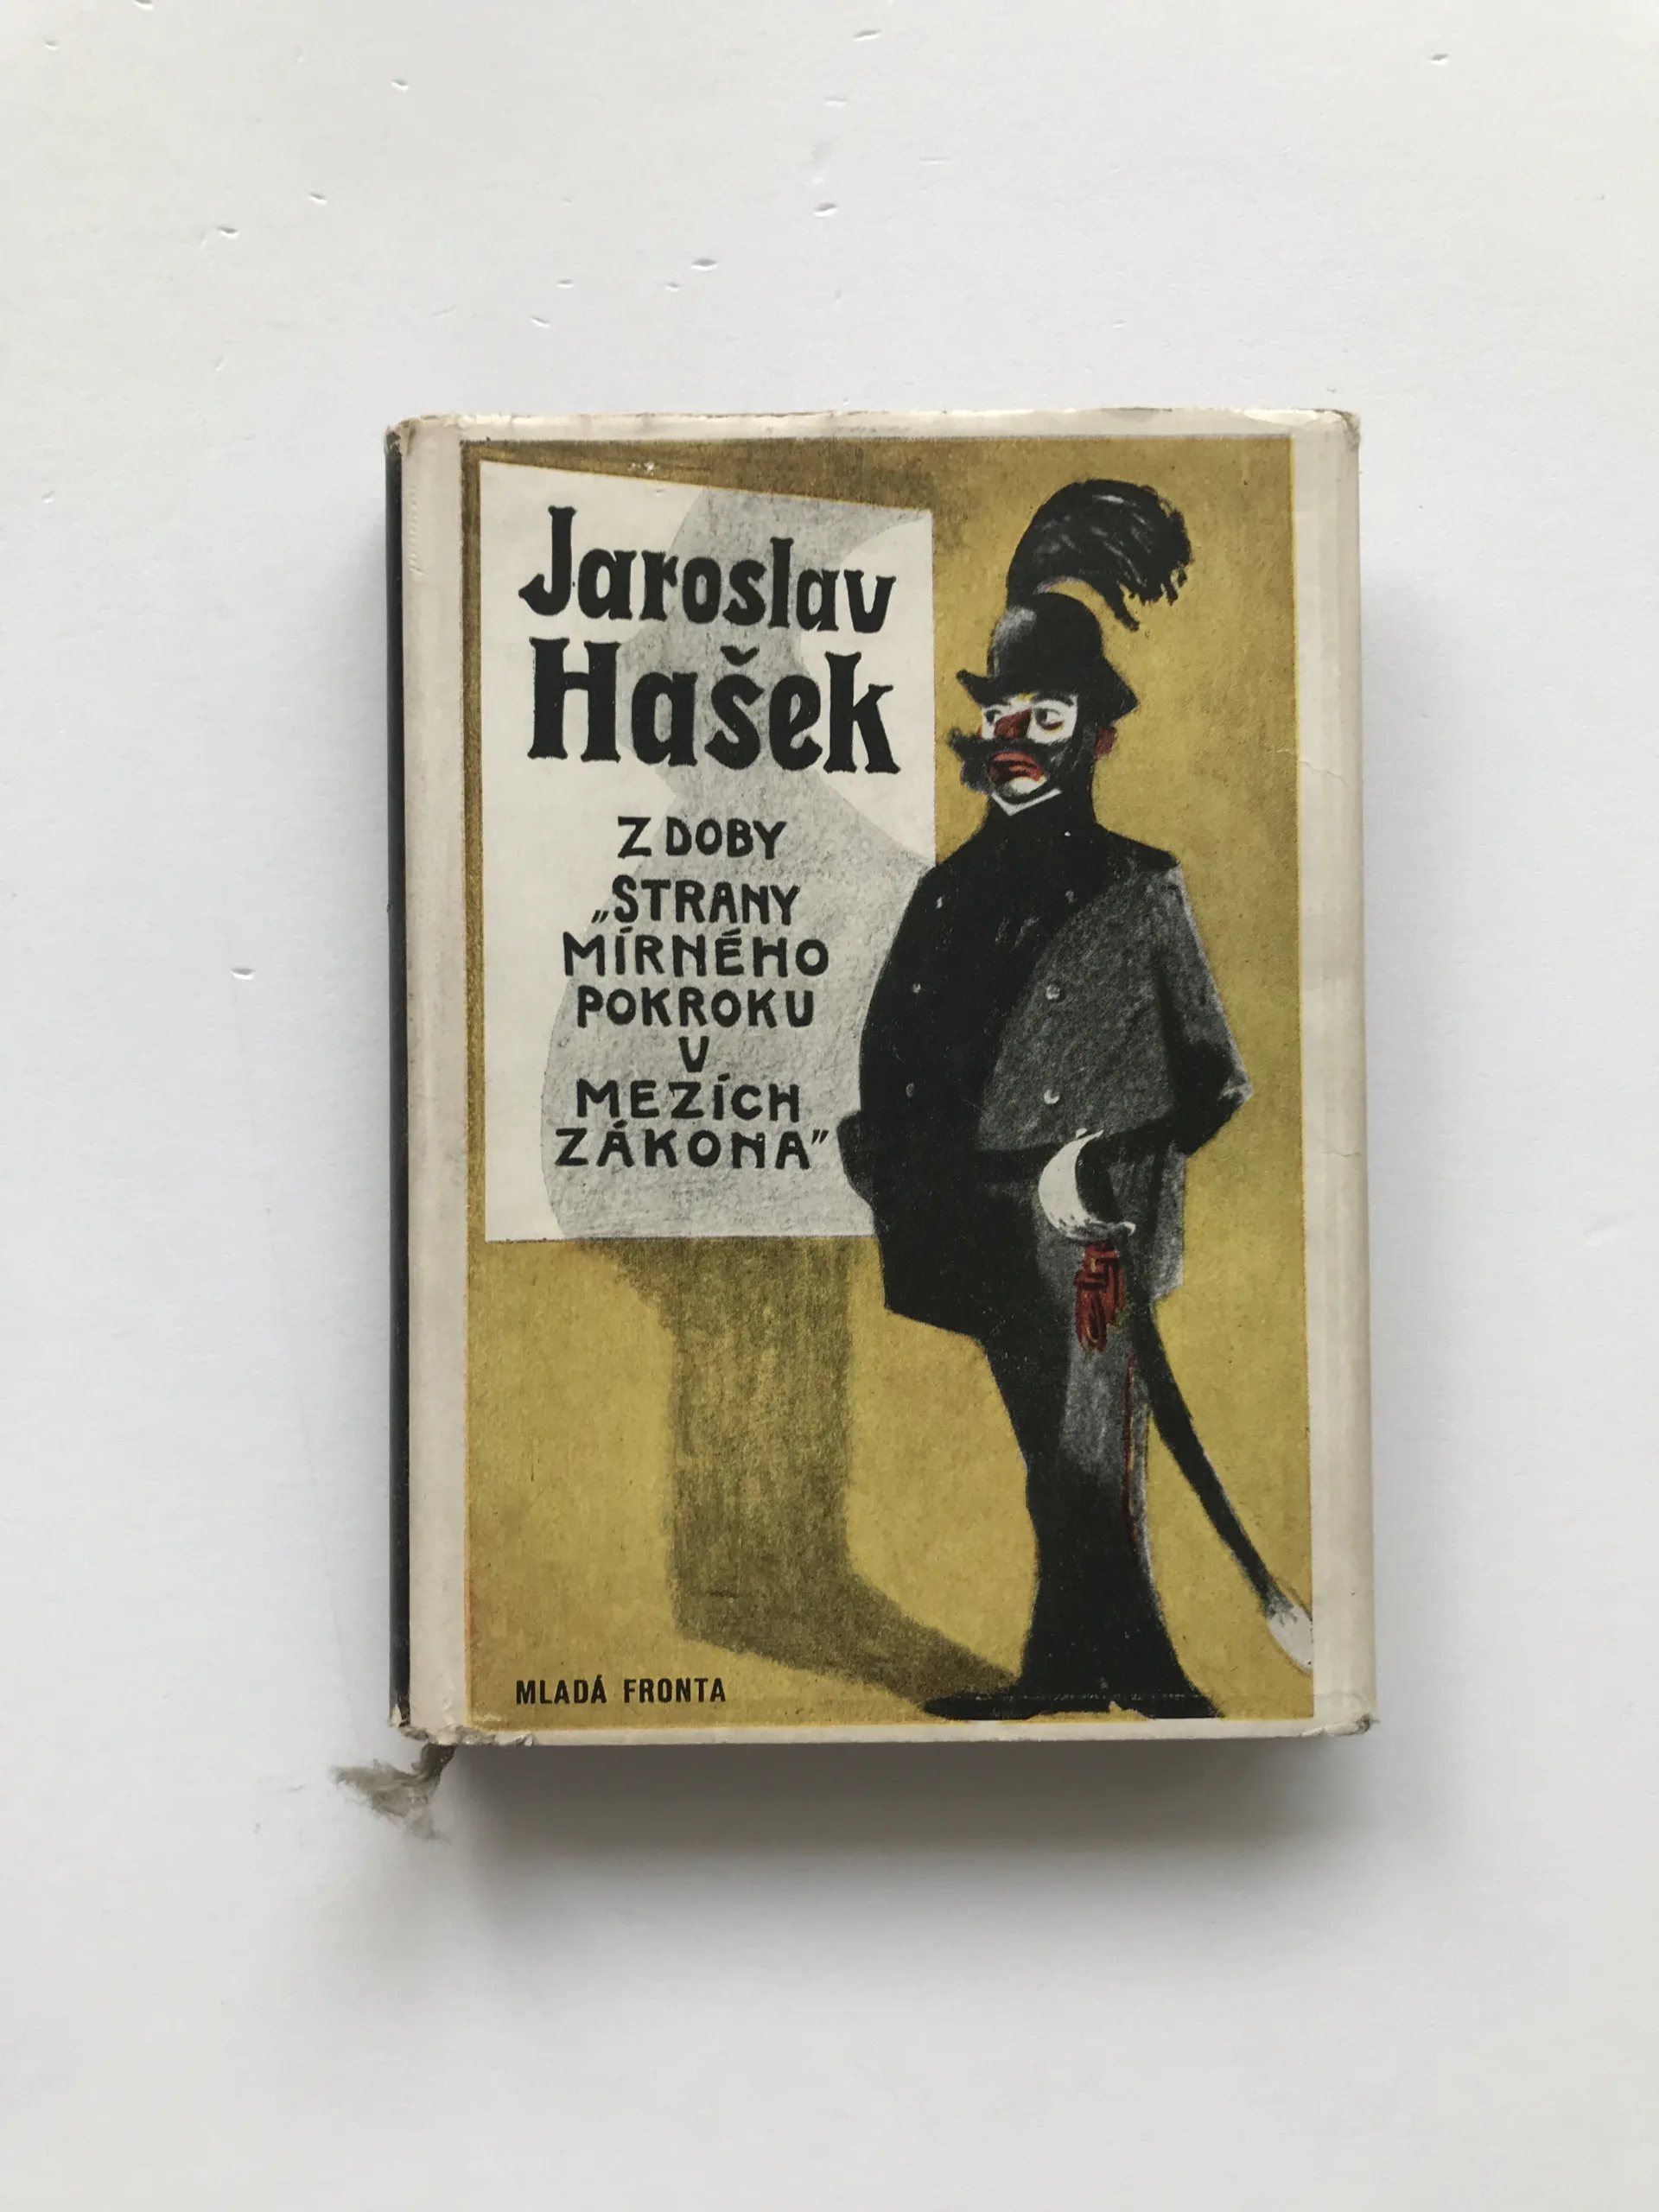 Jaroslav
Hašek
Z DOBY
„STRANY
MÍRNÉHO
POKROKU
V
MEZÍCH
ZÁKONA”
MLADÁ FRONTA